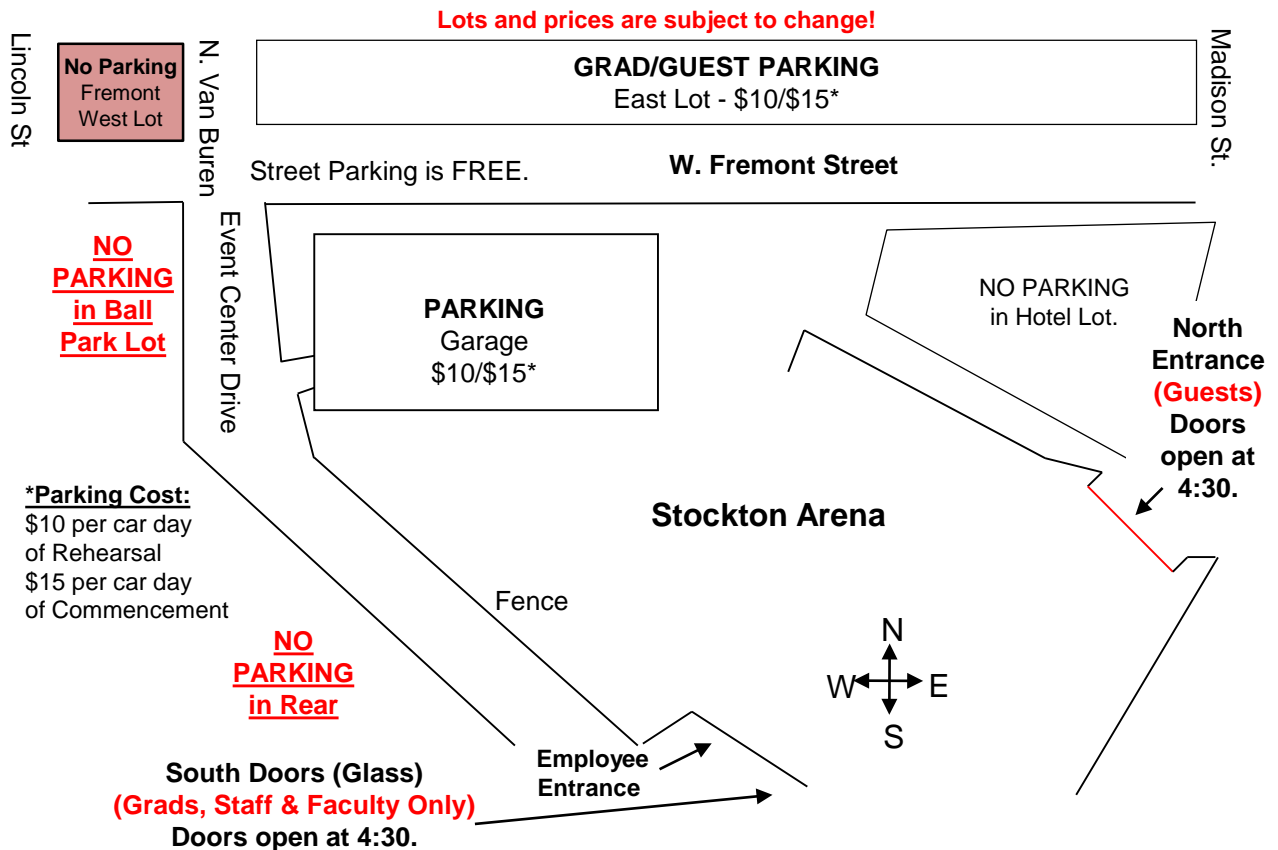 Lots and prices are subject to change!
Lincoln St
No Parking
Fremont
West Lot
N. Van Buren
GRAD/GUEST PARKING
East Lot - $10/$15*
Madison St.
Street Parking is FREE.
W. Fremont Street
NO
PARKING
in Ball
Park Lot
Event Center Drive
PARKING
Garage
$10/$15*
NO PARKING
in Hotel Lot.
North
Entrance
(Guests)
Doors
open at
4:30.
*Parking Cost:
$10 per car day
of Rehearsal
$15 per car day
of Commencement
Stockton Arena
Fence
NO
PARKING
in Rear
N
W
E
S
Employee
Entrance
South Doors (Glass)
(Grads, Staff & Faculty Only)
Doors open at 4:30.